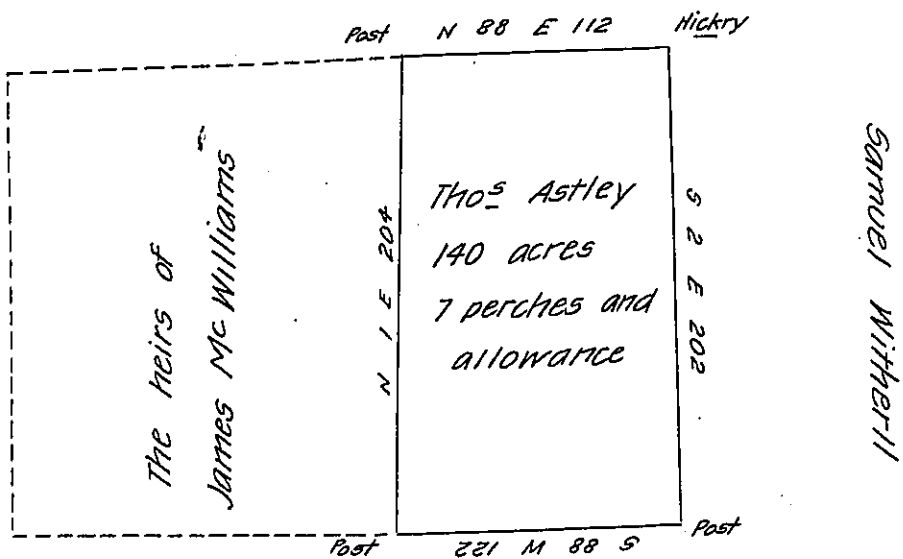 Post N 88 E 112 Hickry
The heirs of
James McWilliams
N 1 E 204
Thos Astley
140 acres
7 perches and
allowance
S 2 E 202
Samuel Witherll
Post S 88 W 122 Post